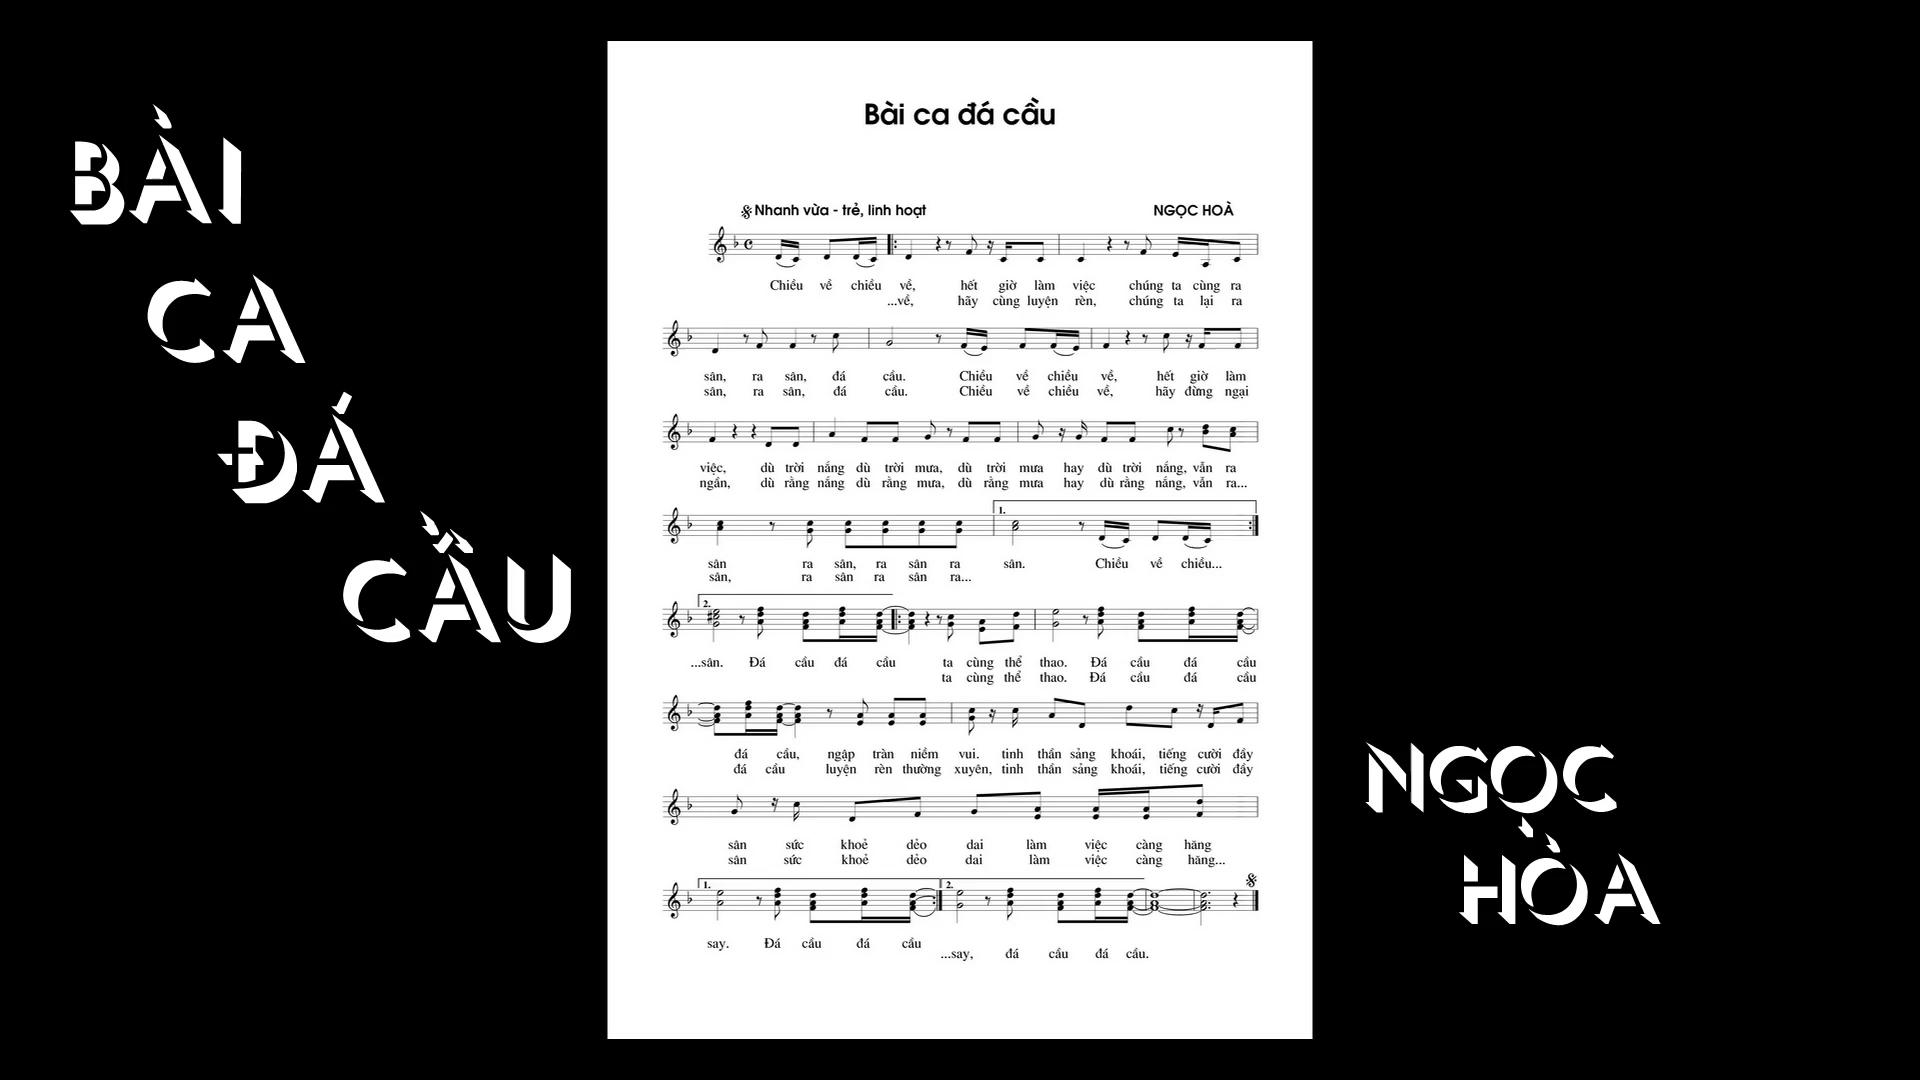 BÀI
CA
ĐÁ
CẦU
Bài ca đá cầu
Nhanh vừa - trẻ, linh hoạt
NGỌC HOÀ
Chiều về chiều về, hết giờ làm việc chúng ta cùng ra
...về, hãy cùng luyện rèn, chúng ta lại ra
sân, ra sân, đá cầu. Chiều về chiều về, hết giờ làm
sân, ra sân, đá cầu. Chiều về chiều về, hãy đừng ngại
việc, dù trời nắng dù trời mưa, dù trời mưa hay dù trời nắng, vẫn ra
ngần, dù rằng nắng dù rằng mưa, dù rằng mưa hay dù rằng nắng, vẫn ra...
1.
sân ra sân, ra sân ra sân. Chiều về chiều...
sân, ra sân ra sân ra...
2.
...sân. Đá cầu đá cầu ta cùng thể thao. Đá cầu đá cầu
ta cùng thể thao. Đá cầu đá cầu
đá cầu, ngập tràn niềm vui. tinh thần sảng khoái, tiếng cười đầy
đá cầu luyện rèn thường xuyên, tinh thần sảng khoái, tiếng cười đầy
sân sức khoẻ dẻo dai làm việc càng hăng
sân sức khoẻ dẻo dai làm việc càng hăng...
1. 2.
say. Đá cầu đá cầu
...say, đá cầu đá cầu.
NGỌC
HÒA